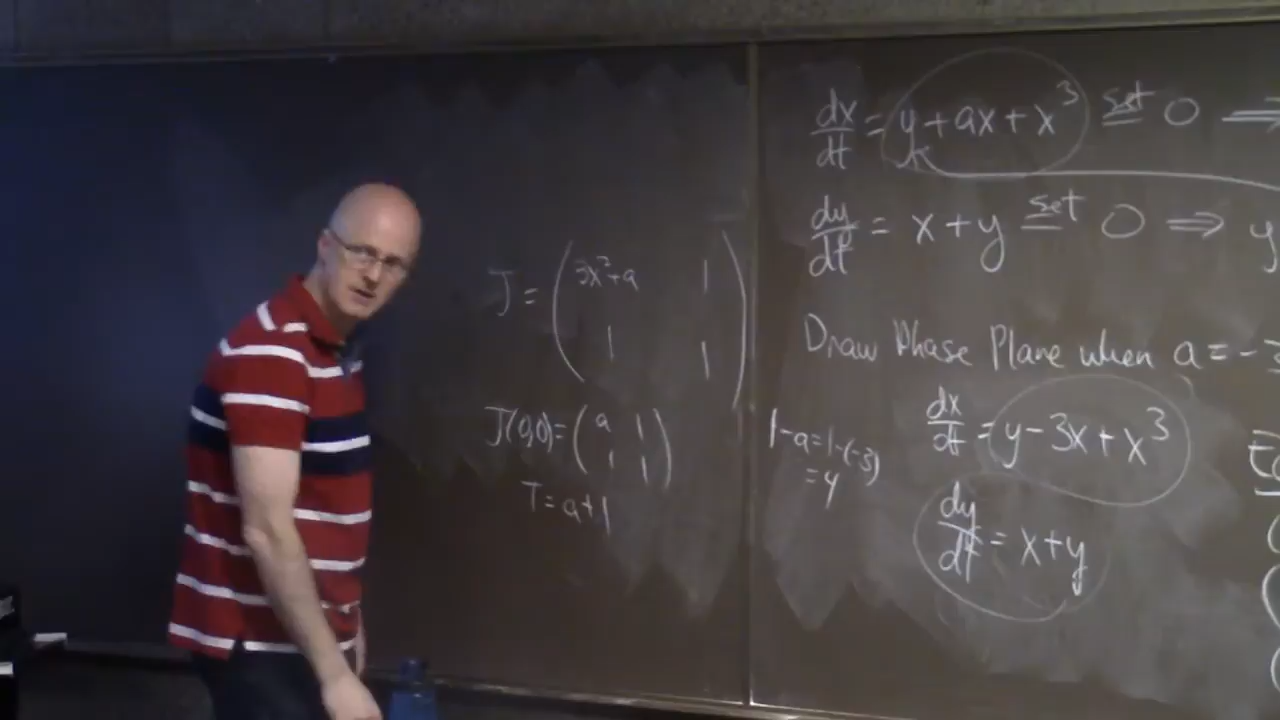 J = ( 3x²+a 1
1 1 )
J(0,0) = ( a 1
1 1 )
T = a+1
1-a = 1-(-3)
= 4
dx/dt = y + ax + x³ set = 0 ⇒
dy/dt = x + y set = 0 ⇒ y
Draw Phase Plane when a = -3
dx/dt = y - 3x + x³
dy/dt = x + y